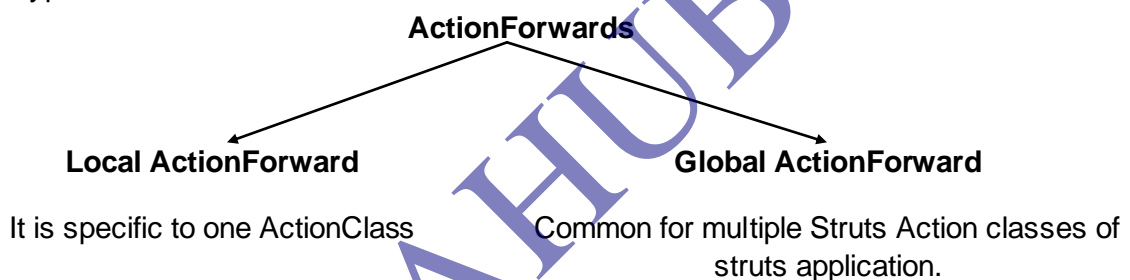 ActionForwards
Local ActionForward
Global ActionForward
It is specific to one ActionClass
Common for multiple Struts Action classes of
struts application.
AHUB